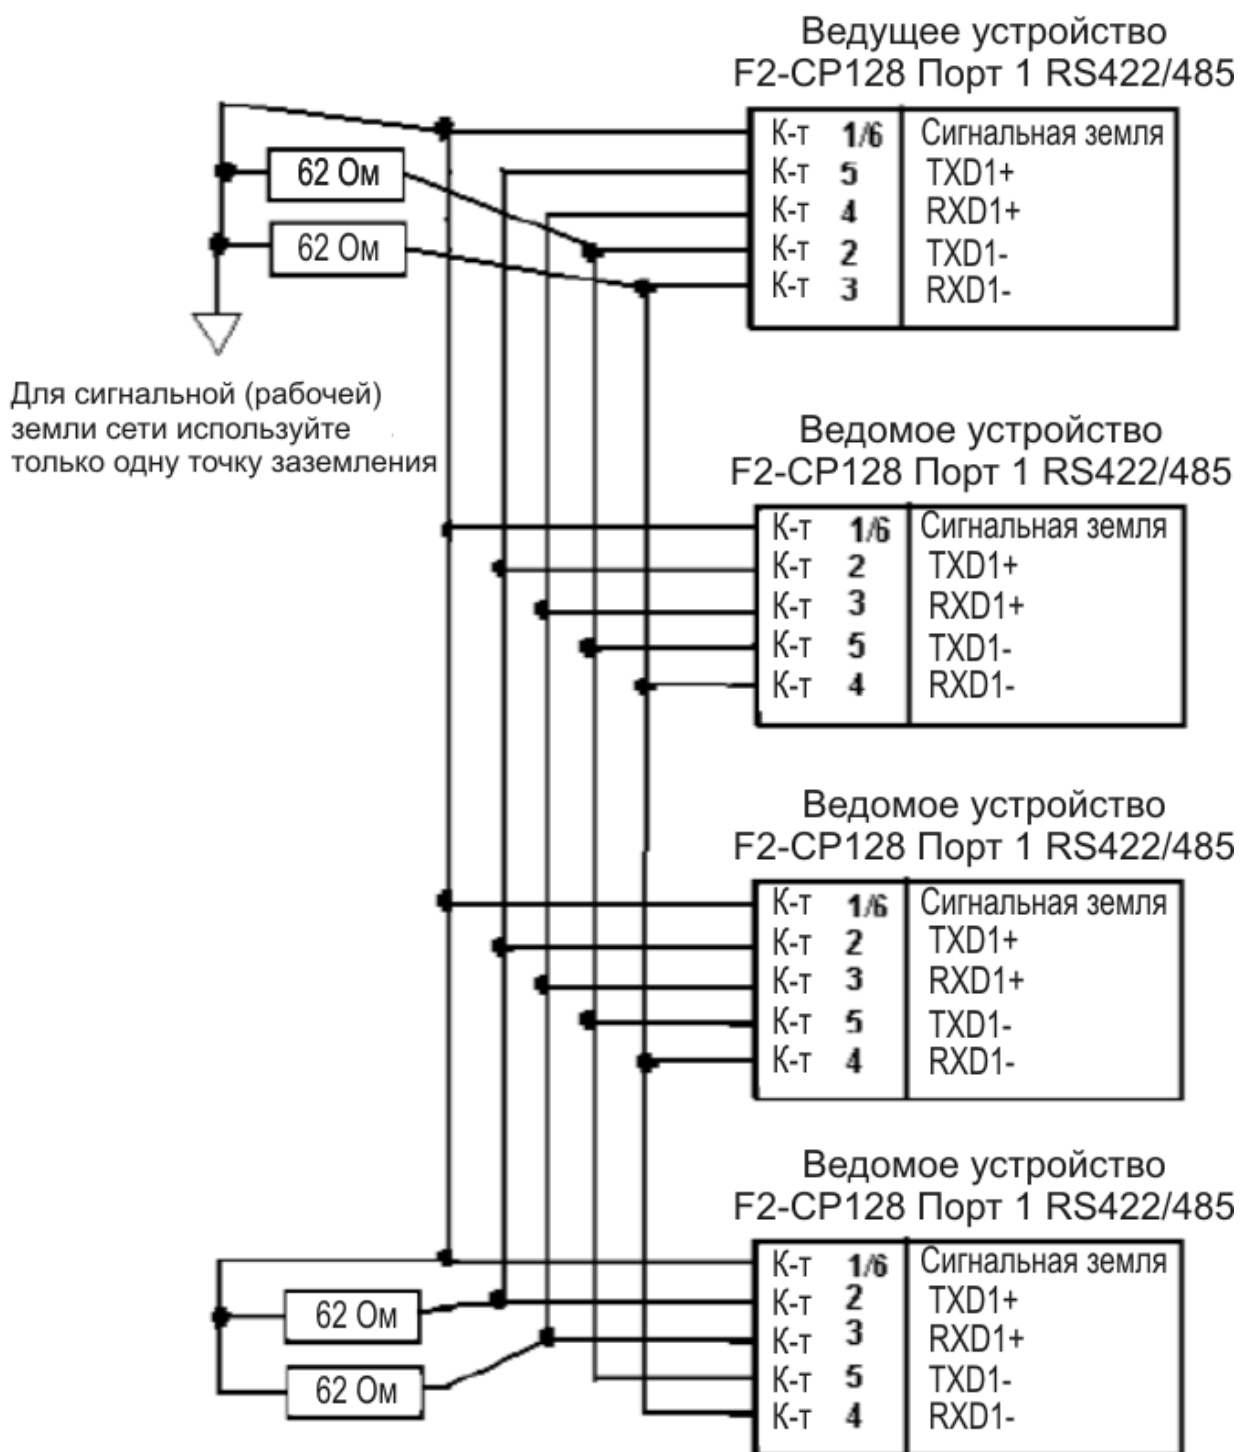 Ведущее устройство
F2-CP128 Порт 1 RS422/485
К-т 1/6 Сигнальная земля
К-т 5 TXD1+
К-т 4 RXD1+
К-т 2 TXD1-
К-т 3 RXD1-
62 Ом
62 Ом
Для сигнальной (рабочей)
земли сети используйте
только одну точку заземления
Ведомое устройство
F2-CP128 Порт 1 RS422/485
К-т 1/6 Сигнальная земля
К-т 2 TXD1+
К-т 3 RXD1+
К-т 5 TXD1-
К-т 4 RXD1-
Ведомое устройство
F2-CP128 Порт 1 RS422/485
К-т 1/6 Сигнальная земля
К-т 2 TXD1+
К-т 3 RXD1+
К-т 5 TXD1-
К-т 4 RXD1-
Ведомое устройство
F2-CP128 Порт 1 RS422/485
К-т 1/6 Сигнальная земля
К-т 2 TXD1+
К-т 3 RXD1+
К-т 5 TXD1-
К-т 4 RXD1-
62 Ом
62 Ом